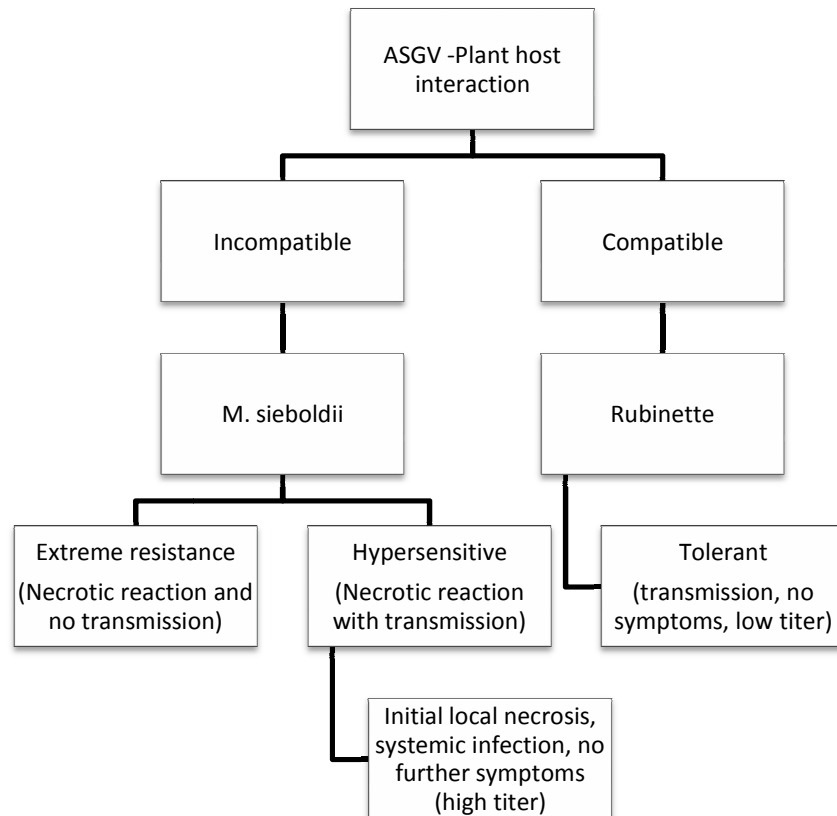 ASGV -Plant host
interaction
Incompatible
Compatible
M. sieboldii
Rubinette
Extreme resistance
(Necrotic reaction and
no transmission)
Hypersensitive
(Necrotic reaction
with transmission)
Tolerant
(transmission, no
symptoms, low titer)
Initial local necrosis,
systemic infection, no
further symptoms
(high titer)